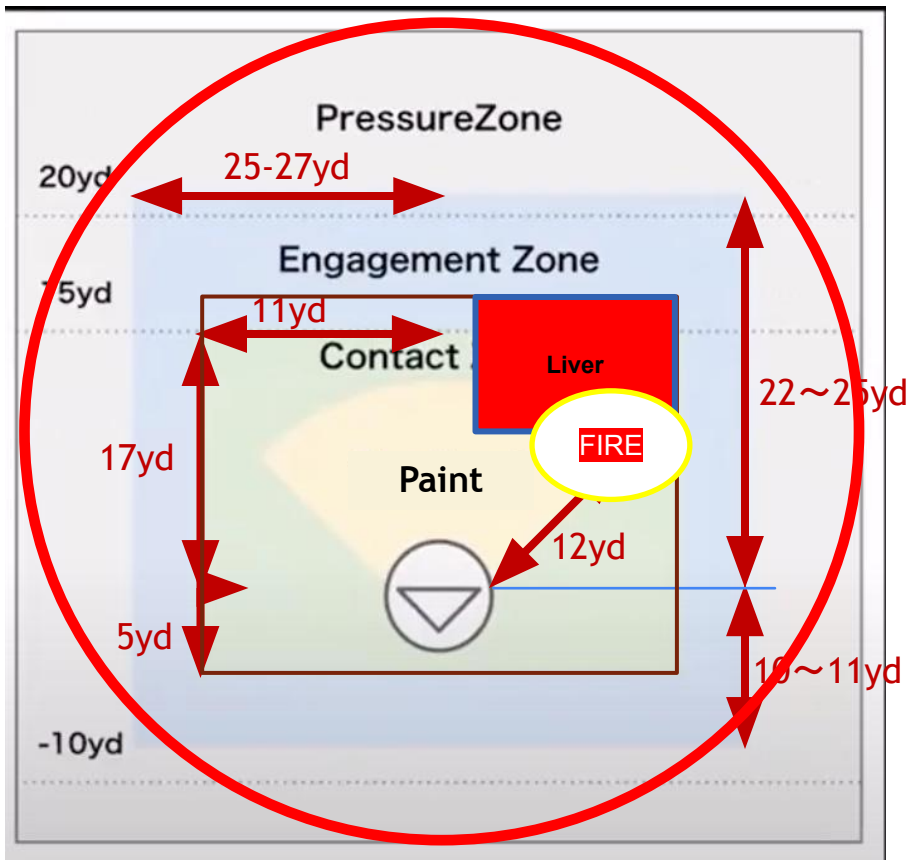 PressureZone
20yd
25-27yd
Engagement Zone
15yd
11yd
Contact
Liver
22～25yd
FIRE
17yd
Paint
12yd
5yd
10～11yd
-10yd